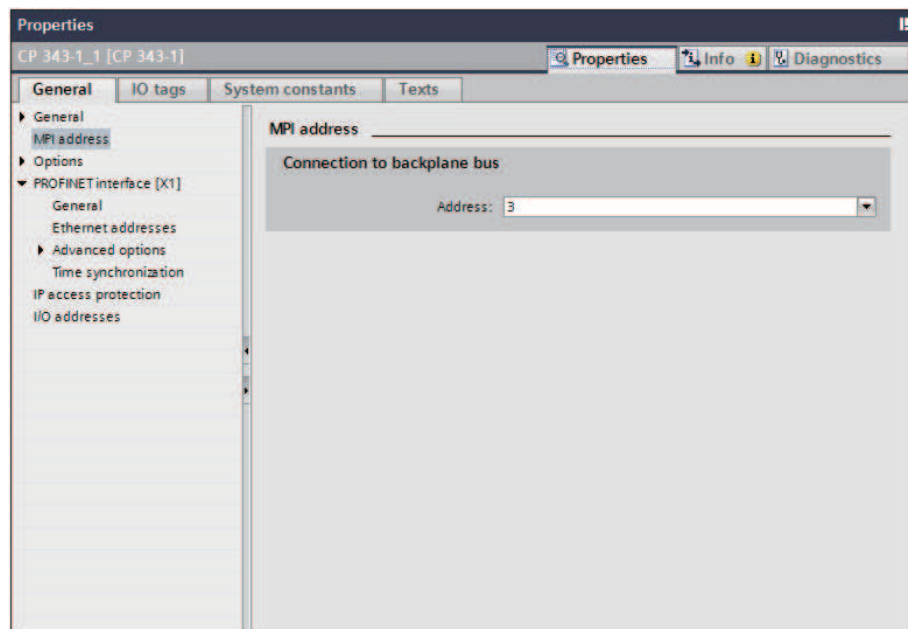 Properties
CP 343-1_1 [CP 343-1]
Properties Info Diagnostics
General IO tags System constants Texts
General
MPI address
Options
PROFINET interface [X1]
General
Ethernet addresses
Advanced options
Time synchronization
IP access protection
I/O addresses
MPI address
Connection to backplane bus
Address: 3